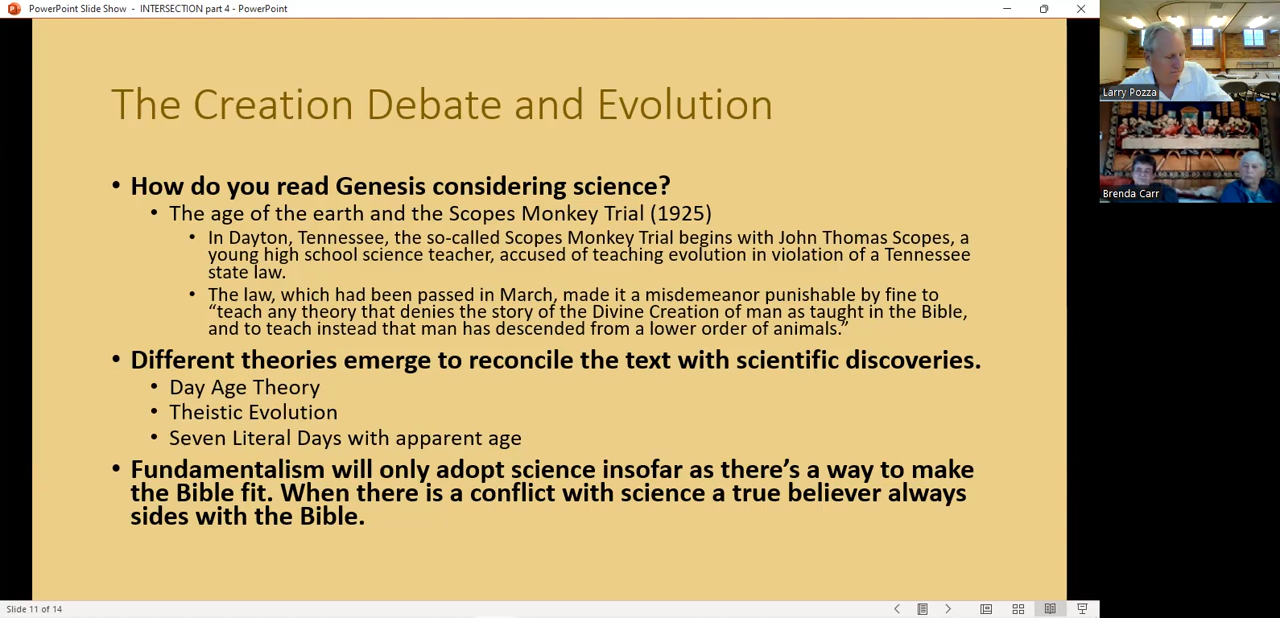 PowerPoint Slide Show - INTERSECTION part 4 - PowerPoint
The Creation Debate and Evolution
• How do you read Genesis considering science?
• The age of the earth and the Scopes Monkey Trial (1925)
• In Dayton, Tennessee, the so-called Scopes Monkey Trial begins with John Thomas Scopes, a
young high school science teacher, accused of teaching evolution in violation of a Tennessee
state law.
• The law, which had been passed in March, made it a misdemeanor punishable by fine to
“teach any theory that denies the story of the Divine Creation of man as taught in the Bible,
and to teach instead that man has descended from a lower order of animals.”
• Different theories emerge to reconcile the text with scientific discoveries.
• Day Age Theory
• Theistic Evolution
• Seven Literal Days with apparent age
• Fundamentalism will only adopt science insofar as there’s a way to make
the Bible fit. When there is a conflict with science a true believer always
sides with the Bible.
Slide 11 of 14
Larry Pozza
Brenda Carr